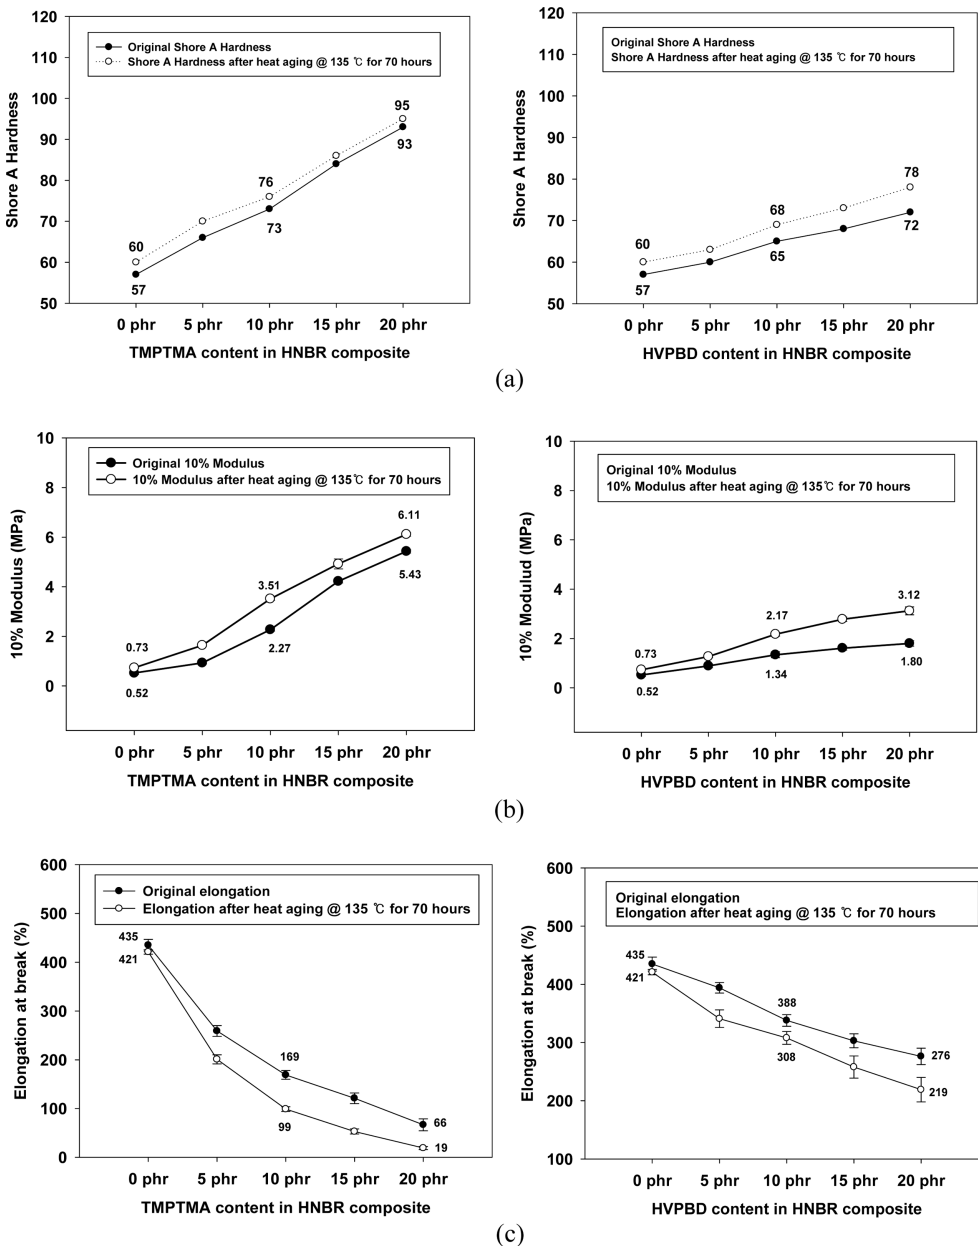 120
110
100
90
80
70
60
50
Shore A Hardness
Original Shore A Hardness
Shore A Hardness after heat aging @ 135 ℃ for 70 hours
60
57
76
73
95
93
0 phr 5 phr 10 phr 15 phr 20 phr
TMPTMA content in HNBR composite
120
110
100
90
80
70
60
50
Shore A Hardness
Original Shore A Hardness
Shore A Hardness after heat aging @ 135 ℃ for 70 hours
60
57
68
65
78
72
0 phr 5 phr 10 phr 15 phr 20 phr
HVPBD content in HNBR composite
(a)
10
8
6
4
2
0
10% Modulus (MPa)
Original 10% Modulus
10% Modulus after heat aging @ 135℃ for 70 hours
0.73
0.52
3.51
2.27
6.11
5.43
0 phr 5 phr 10 phr 15 phr 20 phr
TMPTMA content in HNBR composite
10
8
6
4
2
0
10% Modulud (MPa)
Original 10% Modulus
10% Modulus after heat aging @ 135℃ for 70 hours
0.73
0.52
2.17
1.34
3.12
1.80
0 phr 5 phr 10 phr 15 phr 20 phr
HVPBD content in HNBR composite
(b)
600
500
400
300
200
100
0
Elongation at break (%)
Original elongation
Elongation after heat aging @ 135 ℃ for 70 hours
435
421
169
99
66
19
0 phr 5 phr 10 phr 15 phr 20 phr
TMPTMA content in HNBR composite
600
500
400
300
200
100
Elongation at break (%)
Original elongation
Elongation after heat aging @ 135 ℃ for 70 hours
435
421
388
308
276
219
0 phr 5 phr 10 phr 15 phr 20 phr
HVPBD content in HNBR composite
(c)